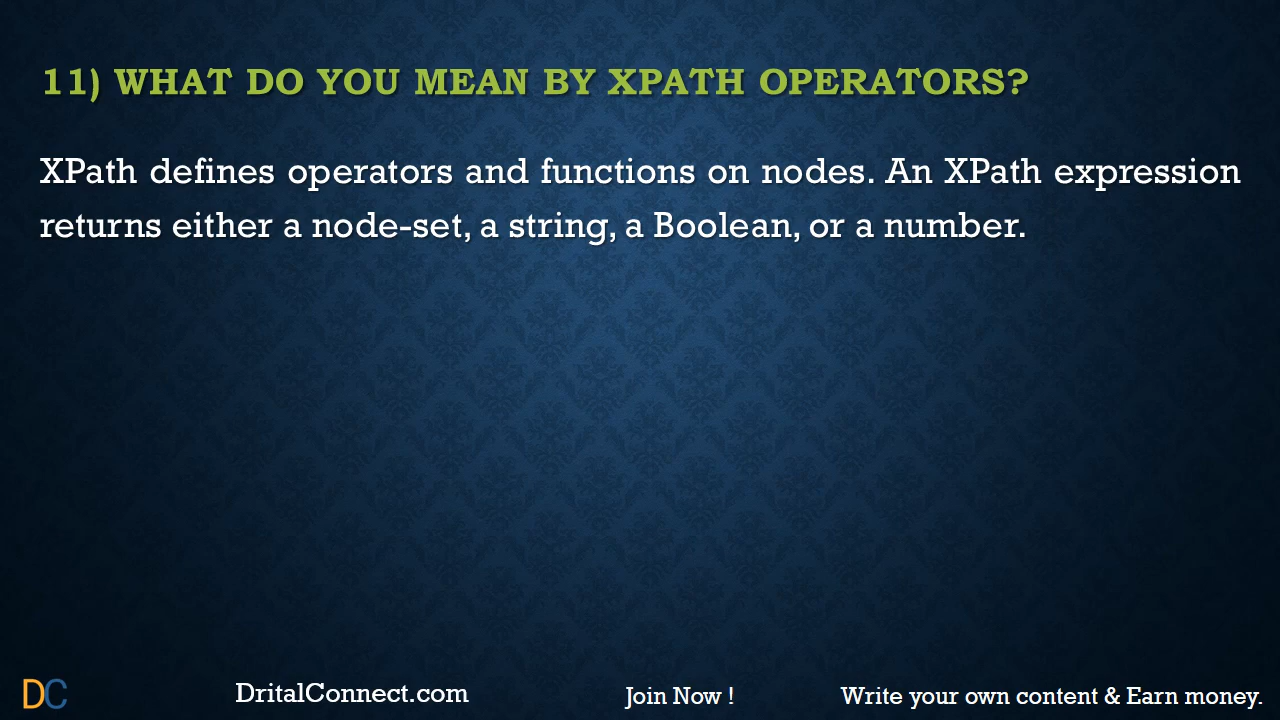 11) WHAT DO YOU MEAN BY XPATH OPERATORS?
XPath defines operators and functions on nodes. An XPath expression
returns either a node-set, a string, a Boolean, or a number.
DC
DritalConnect.com
Join Now !
Write your own content & Earn money.